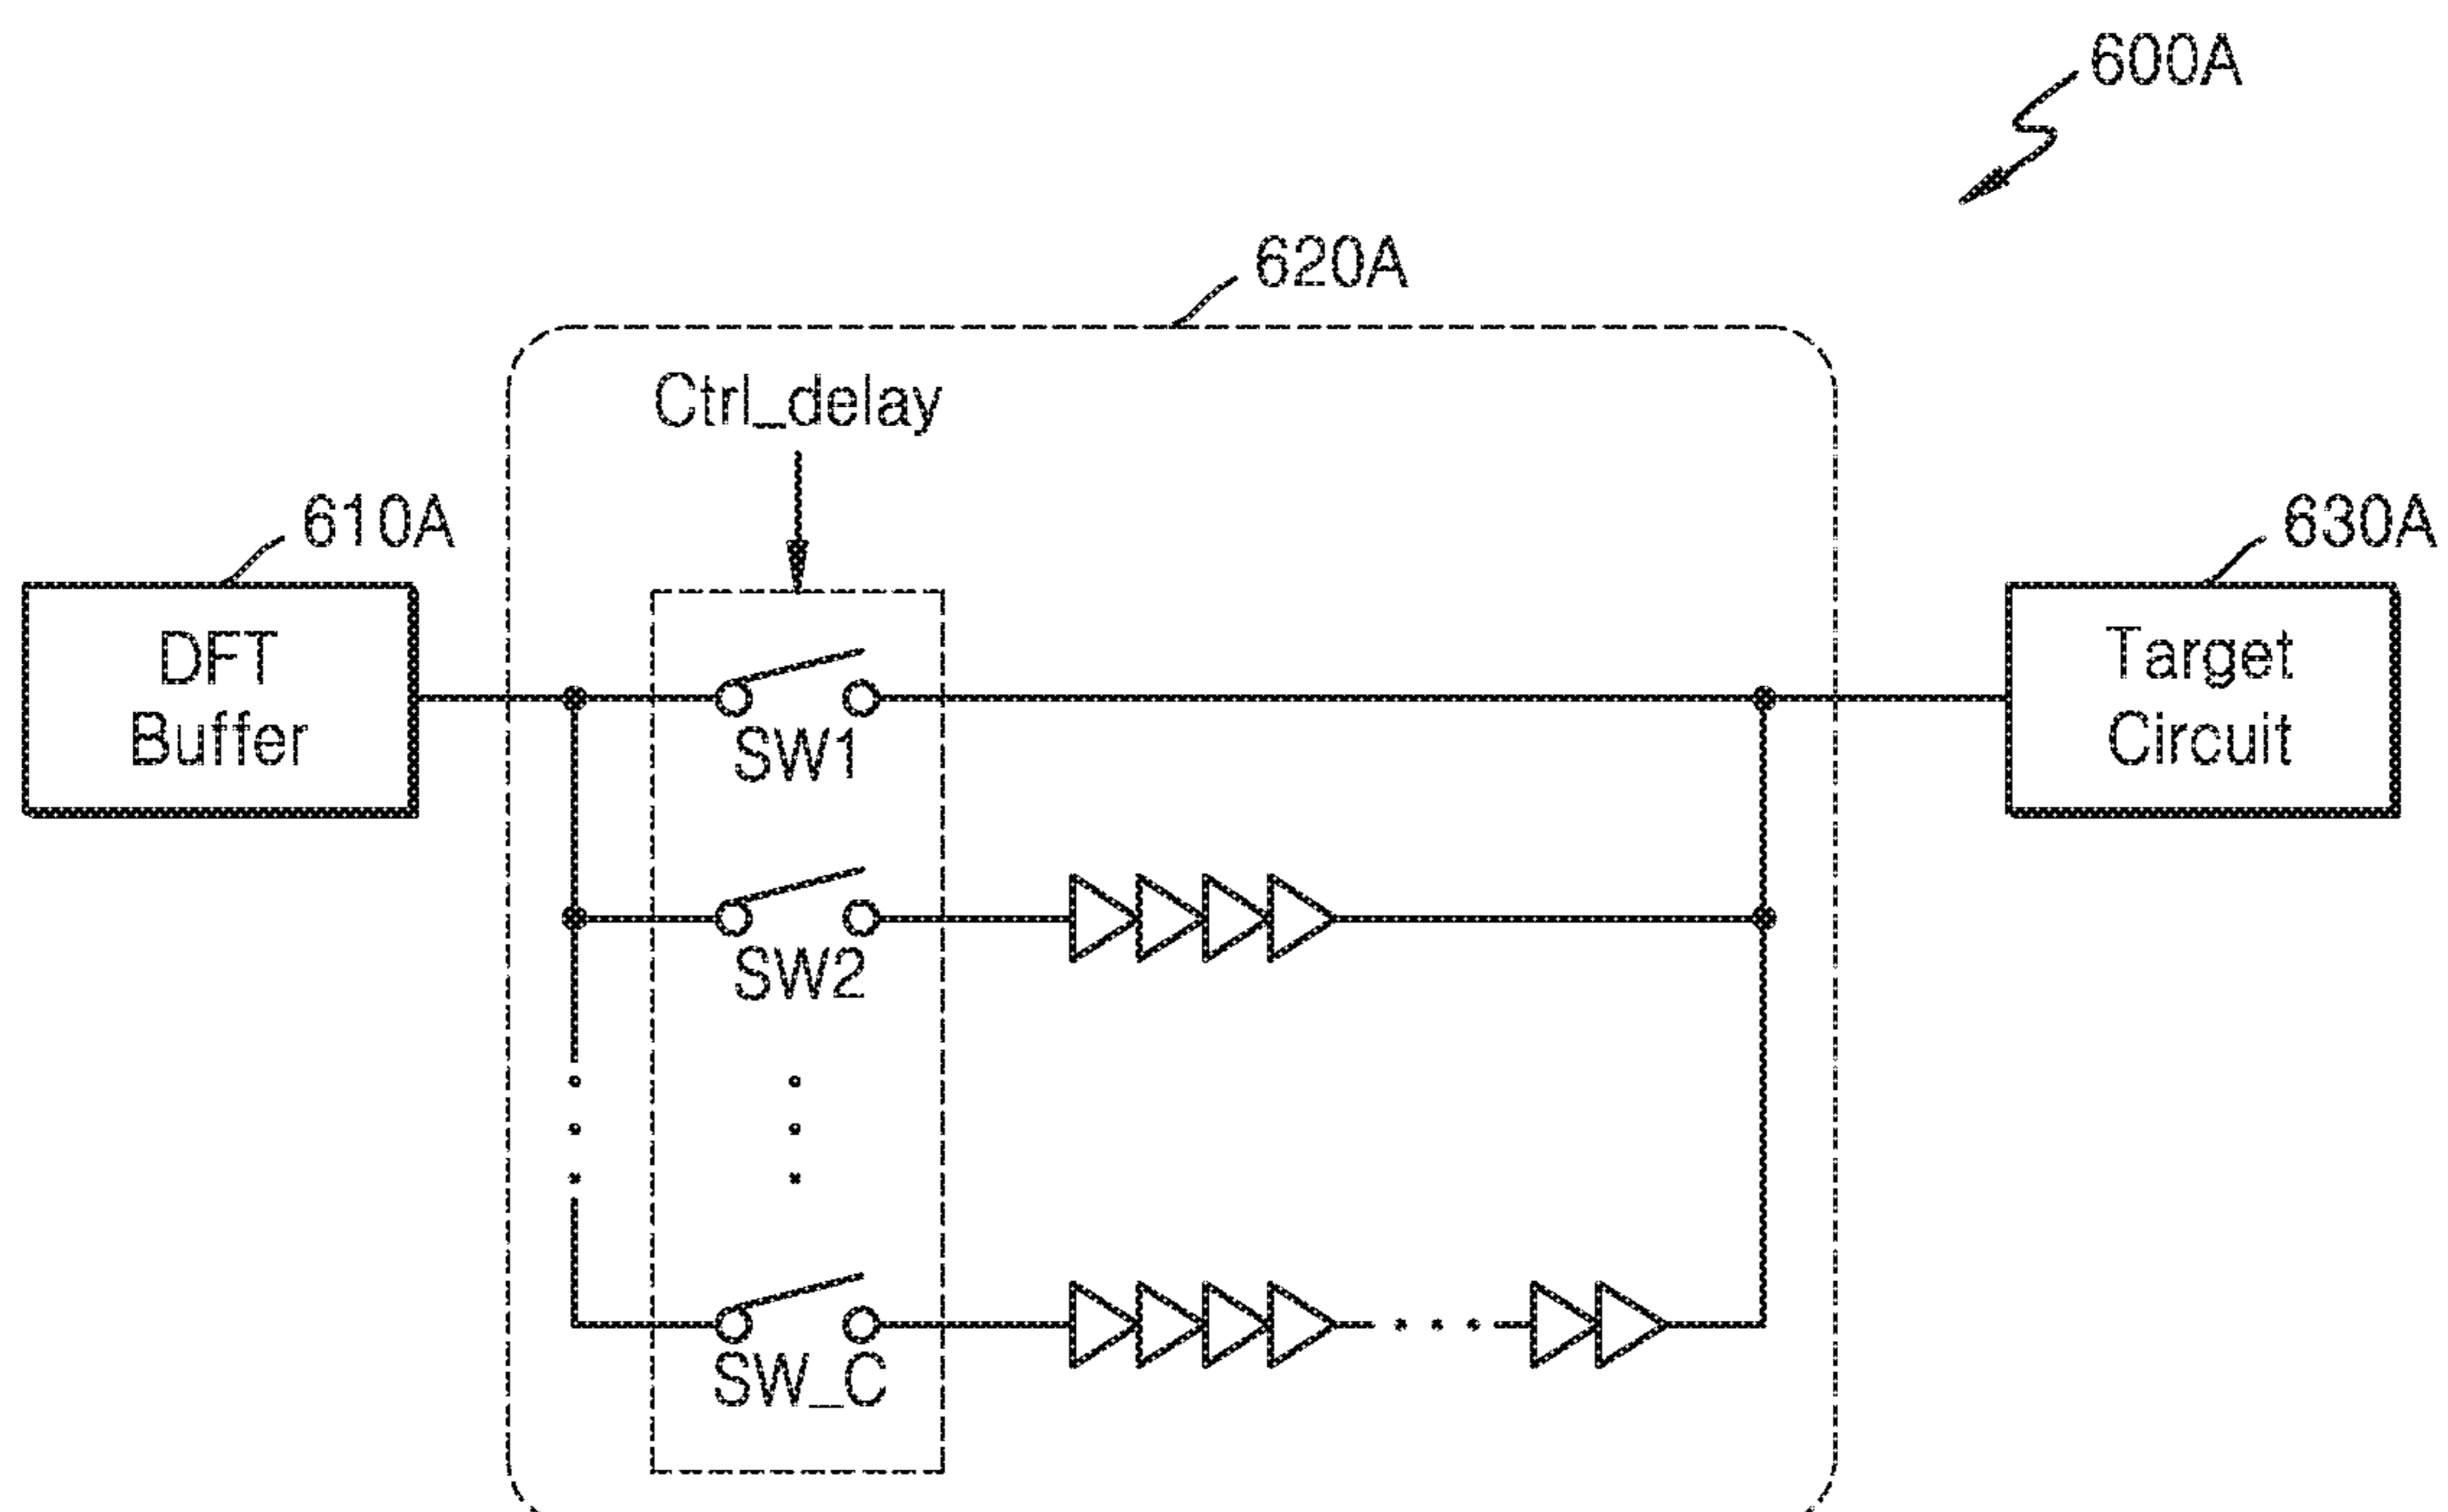 600A
620A
Ctrl_delay
610A
630A
DFT
Buffer
Target
Circuit
SW1
SW2
SW_C